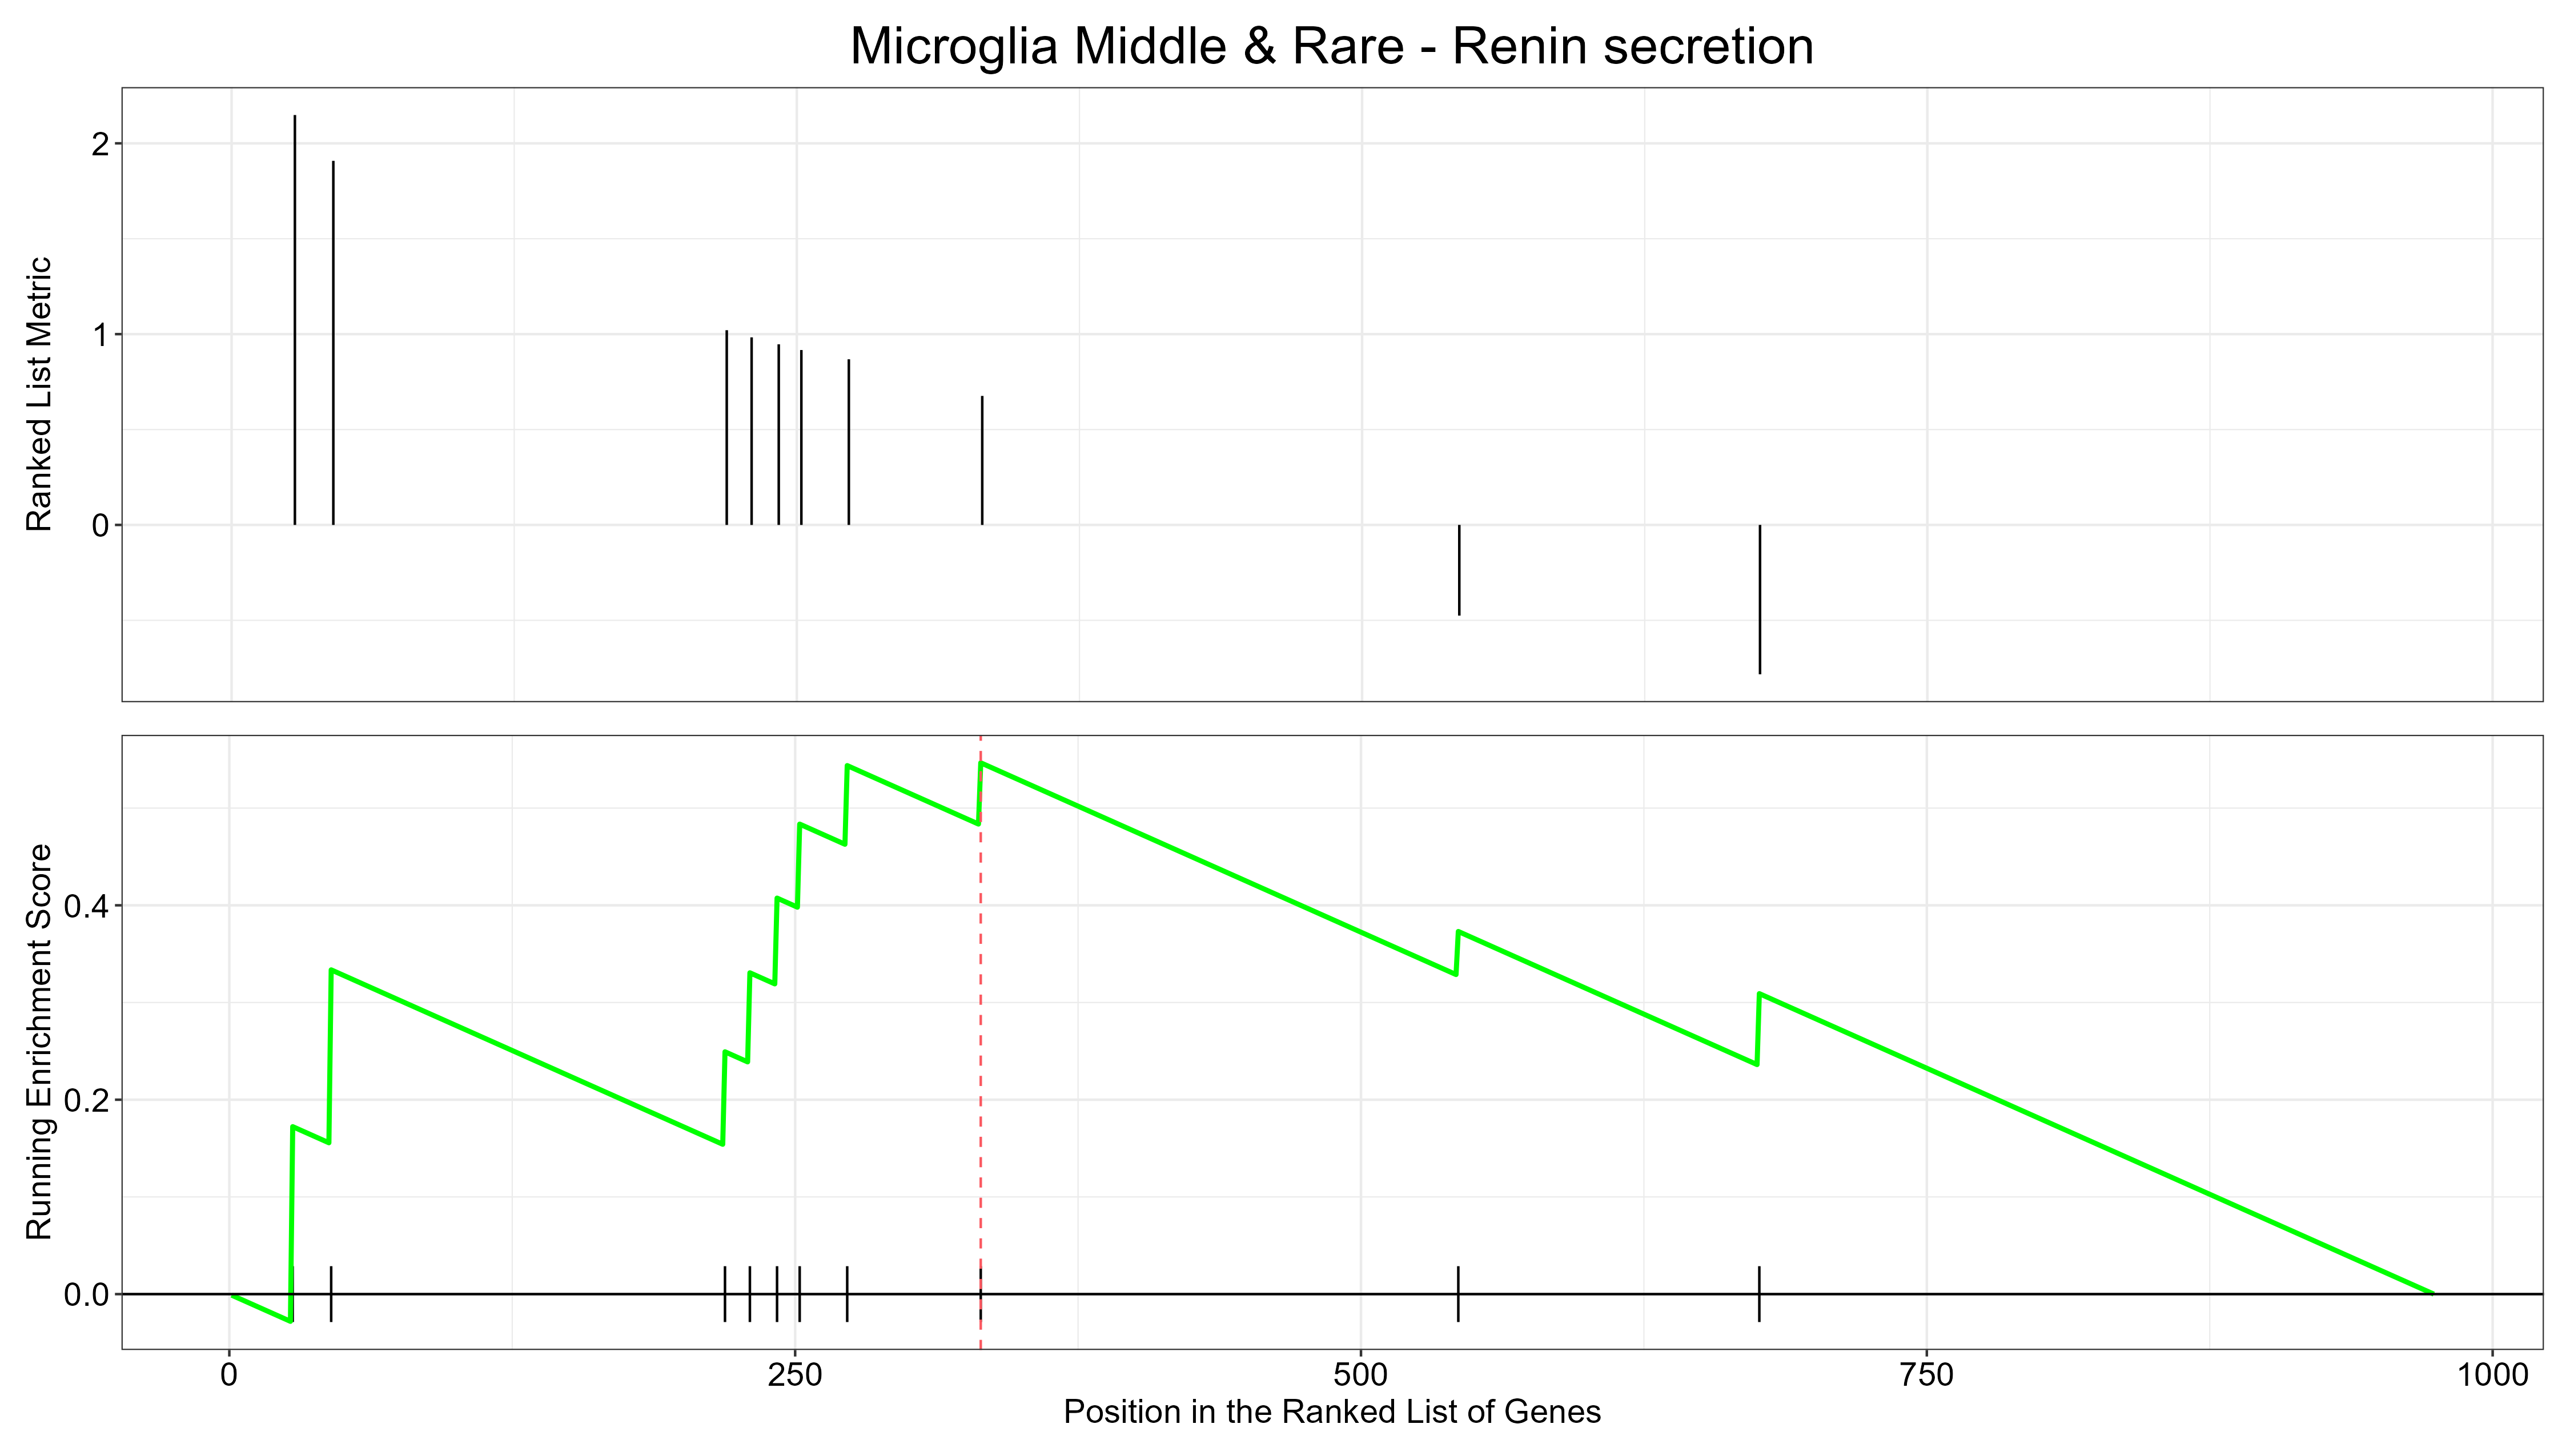 Microglia Middle & Rare - Renin secretion
Ranked List Metric
2
1
0
Running Enrichment Score
0.4
0.2
0.0
0 250 500 750 1000
Position in the Ranked List of Genes